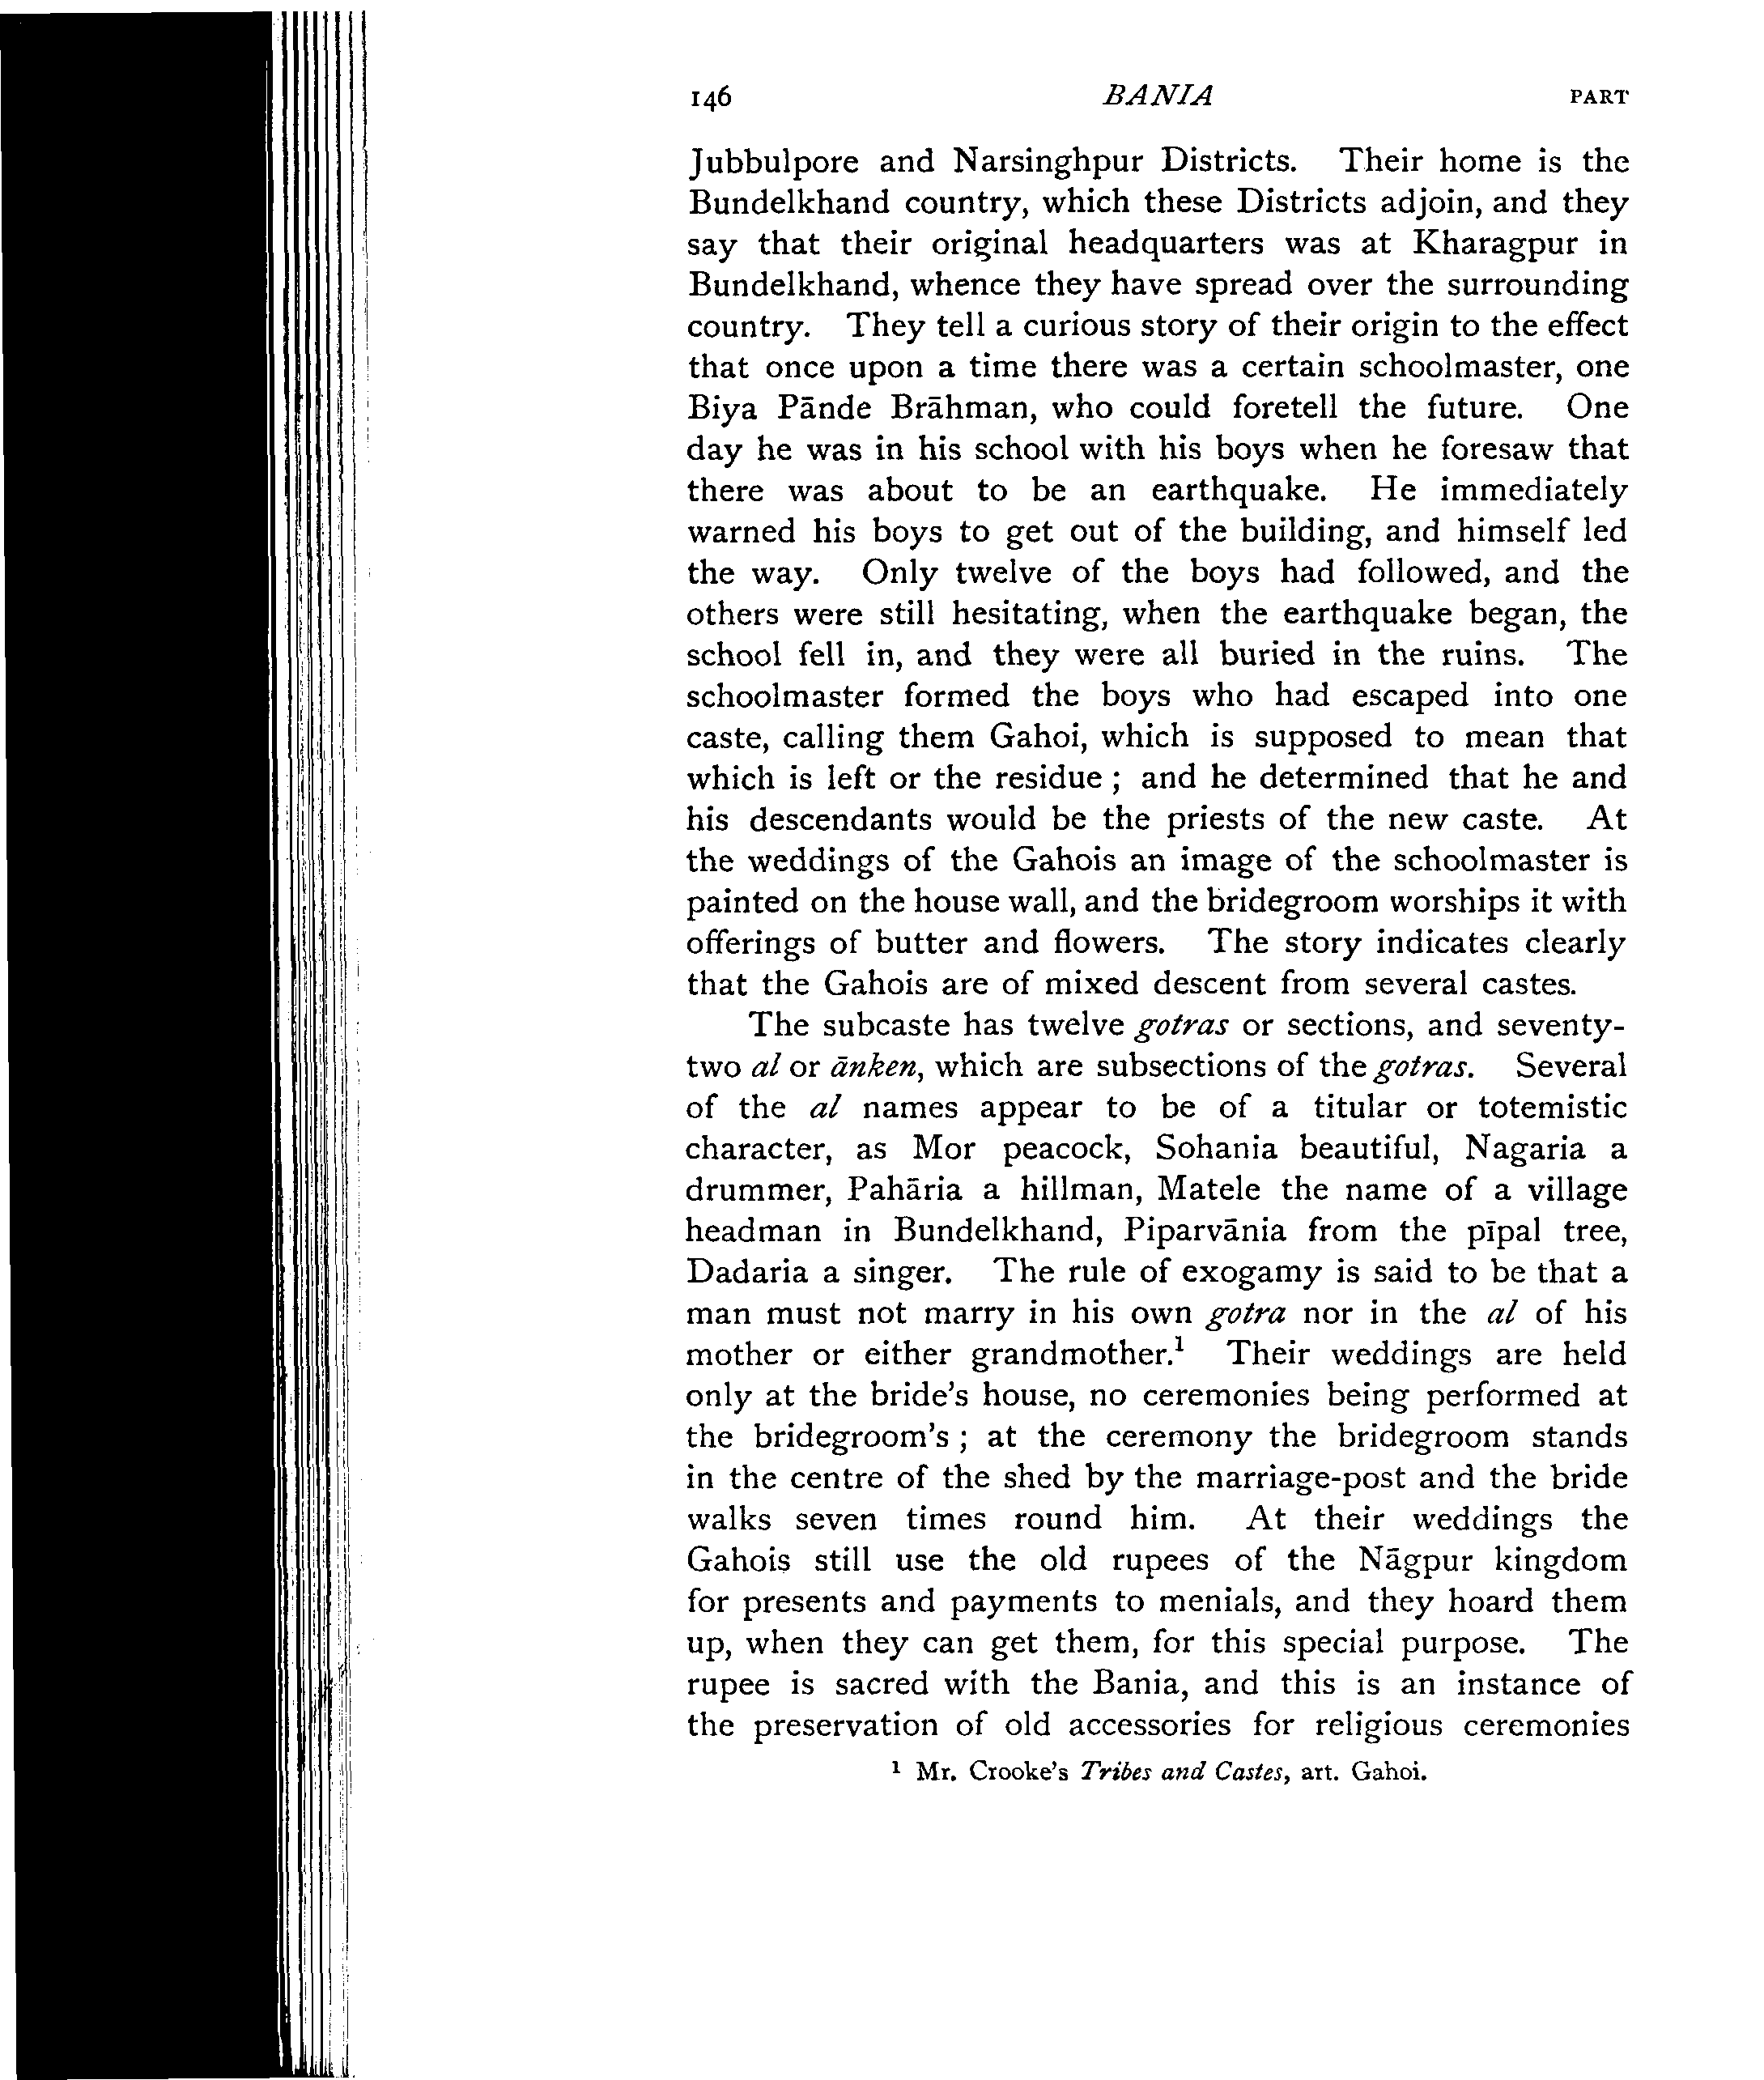 146 BANIA PART
Jubbulpore and Narsinghpur Districts. Their home is the
Bundelkhand country, which these Districts adjoin, and they
say that their original headquarters was at Kharagpur in
Bundelkhand, whence they have spread over the surrounding
country. They tell a curious story of their origin to the effect
that once upon a time there was a certain schoolmaster, one
Biya Pānde Brāhman, who could foretell the future. One
day he was in his school with his boys when he foresaw that
there was about to be an earthquake. He immediately
warned his boys to get out of the building, and himself led
the way. Only twelve of the boys had followed, and the
others were still hesitating, when the earthquake began, the
school fell in, and they were all buried in the ruins. The
schoolmaster formed the boys who had escaped into one
caste, calling them Gahoi, which is supposed to mean that
which is left or the residue ; and he determined that he and
his descendants would be the priests of the new caste. At
the weddings of the Gahois an image of the schoolmaster is
painted on the house wall, and the bridegroom worships it with
offerings of butter and flowers. The story indicates clearly
that the Gahois are of mixed descent from several castes.
The subcaste has twelve gotras or sections, and seventy-
two al or ānken, which are subsections of the gotras. Several
of the al names appear to be of a titular or totemistic
character, as Mor peacock, Sohania beautiful, Nagaria a
drummer, Pahāria a hillman, Matele the name of a village
headman in Bundelkhand, Piparvānia from the pīpal tree,
Dadaria a singer. The rule of exogamy is said to be that a
man must not marry in his own gotra nor in the al of his
mother or either grandmother.¹ Their weddings are held
only at the bride's house, no ceremonies being performed at
the bridegroom's ; at the ceremony the bridegroom stands
in the centre of the shed by the marriage-post and the bride
walks seven times round him. At their weddings the
Gahois still use the old rupees of the Nāgpur kingdom
for presents and payments to menials, and they hoard them
up, when they can get them, for this special purpose. The
rupee is sacred with the Bania, and this is an instance of
the preservation of old accessories for religious ceremonies
¹ Mr. Crooke's Tribes and Castes, art. Gahoi.